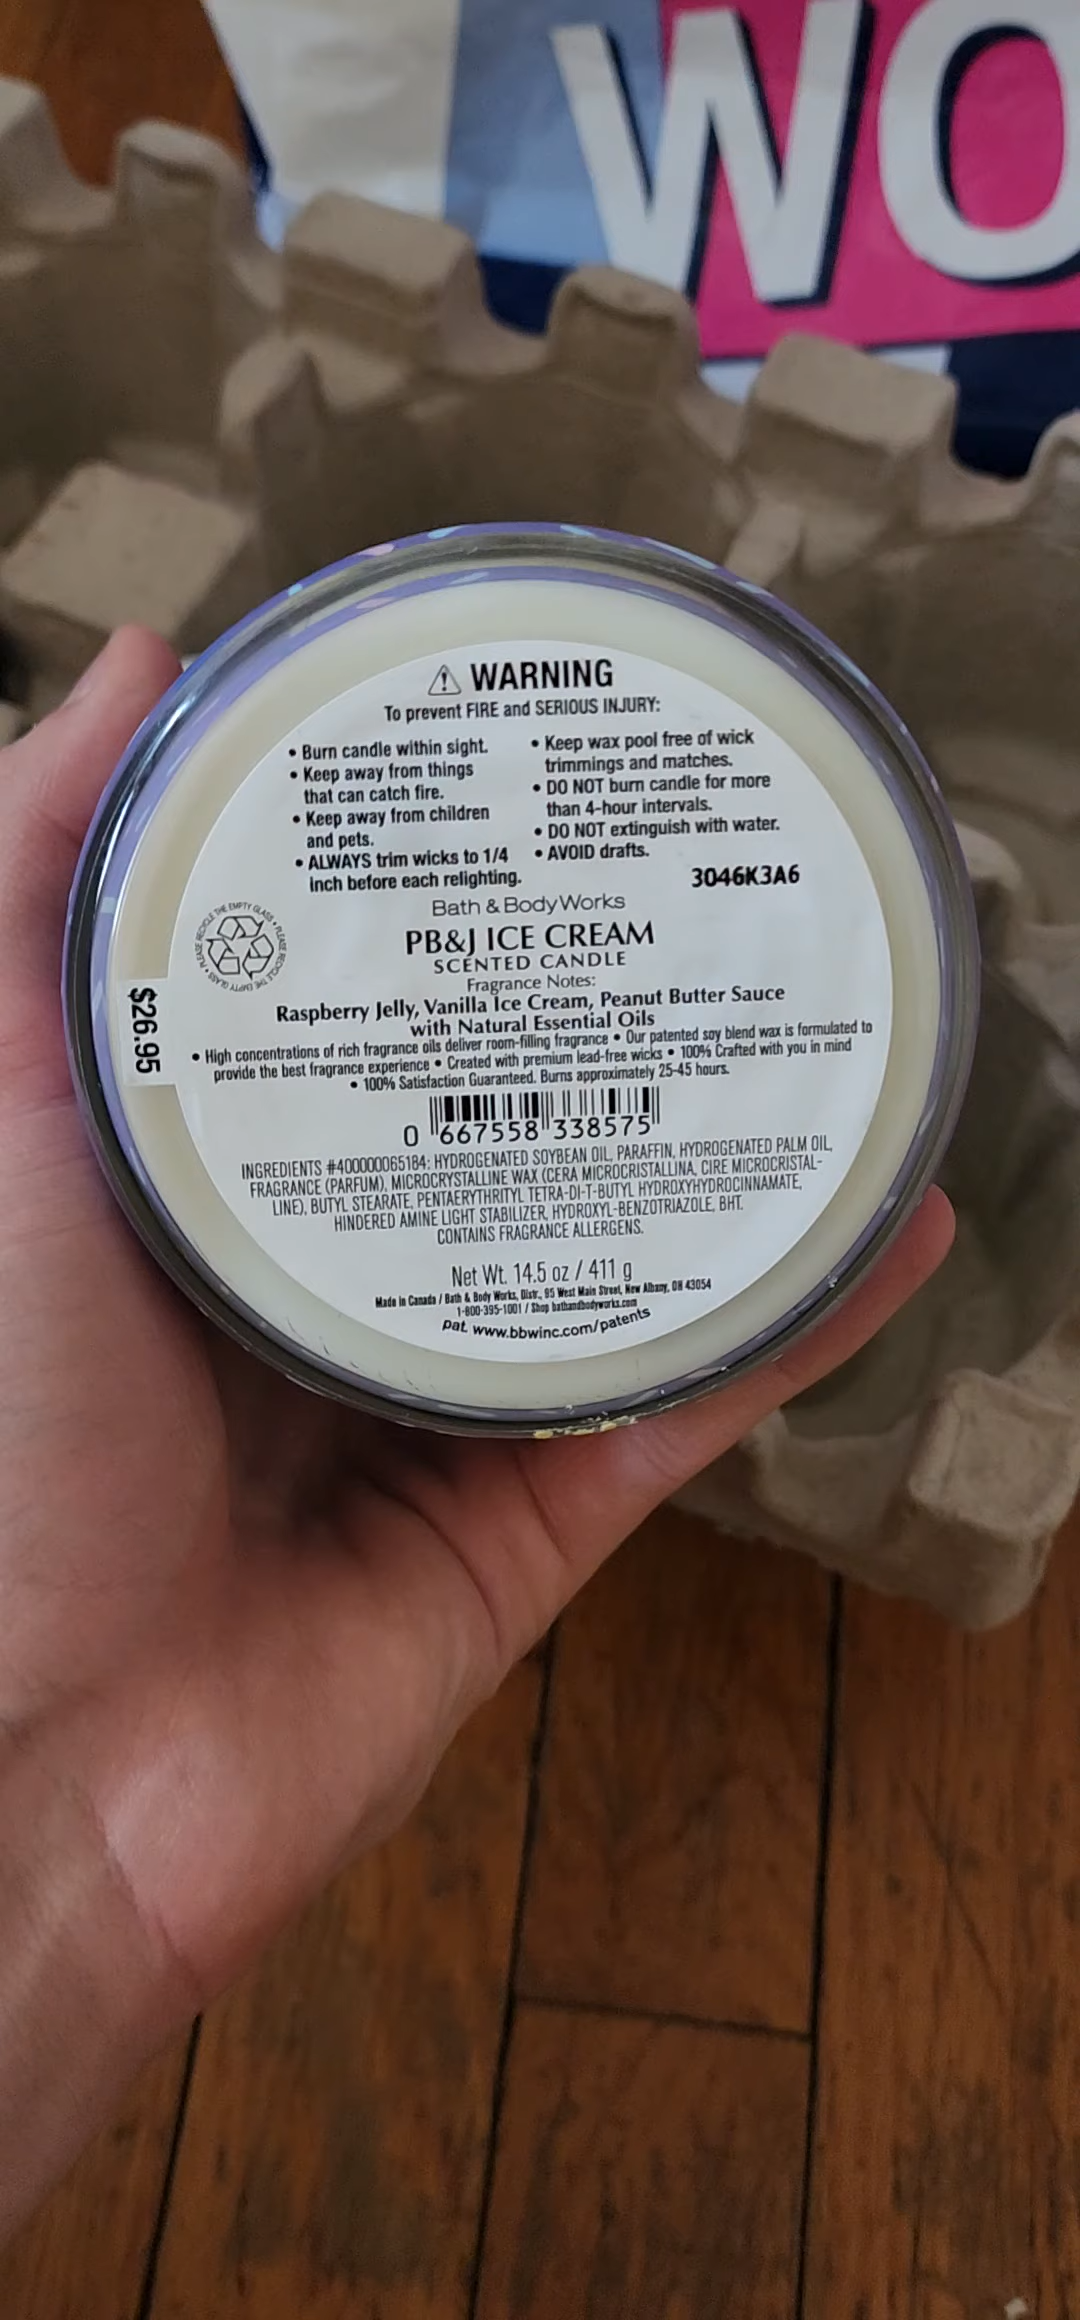 WO
⚠ WARNING
To prevent FIRE and SERIOUS INJURY:
• Burn candle within sight.
• Keep away from things
that can catch fire.
• Keep away from children
and pets.
• ALWAYS trim wicks to 1/4
inch before each relighting.
• Keep wax pool free of wick
trimmings and matches.
• DO NOT burn candle for more
than 4-hour intervals.
• DO NOT extinguish with water.
• AVOID drafts.
3046K3A6
PLEASE RECYCLE THE EMPTY GLASS • PLEASE RECYCLE THE EMPTY GLASS •
Bath & Body Works
PB&J ICE CREAM
SCENTED CANDLE
Fragrance Notes:
Raspberry Jelly, Vanilla Ice Cream, Peanut Butter Sauce
with Natural Essential Oils
• High concentrations of rich fragrance oils deliver room-filling fragrance • Our patented soy blend wax is formulated to
provide the best fragrance experience • Created with premium lead-free wicks • 100% Crafted with you in mind
• 100% Satisfaction Guaranteed. Burns approximately 25-45 hours.
$26.95
0 667558 338575
INGREDIENTS #400000065184: HYDROGENATED SOYBEAN OIL, PARAFFIN, HYDROGENATED PALM OIL,
FRAGRANCE (PARFUM), MICROCRYSTALLINE WAX (CERA MICROCRISTALLINA, CIRE MICROCRISTAL-
LINE), BUTYL STEARATE, PENTAERYTHRITYL TETRA-DI-T-BUTYL HYDROXYHYDROCINNAMATE,
HINDERED AMINE LIGHT STABILIZER, HYDROXYL-BENZOTRIAZOLE, BHT.
CONTAINS FRAGRANCE ALLERGENS.
Net Wt. 14.5 oz / 411 g
Made in Canada / Bath & Body Works, Distr., 95 West Main Street, New Albany, OH 43054
1-800-395-1001 / Shop bathandbodyworks.com
pat. www.bbwinc.com/patents